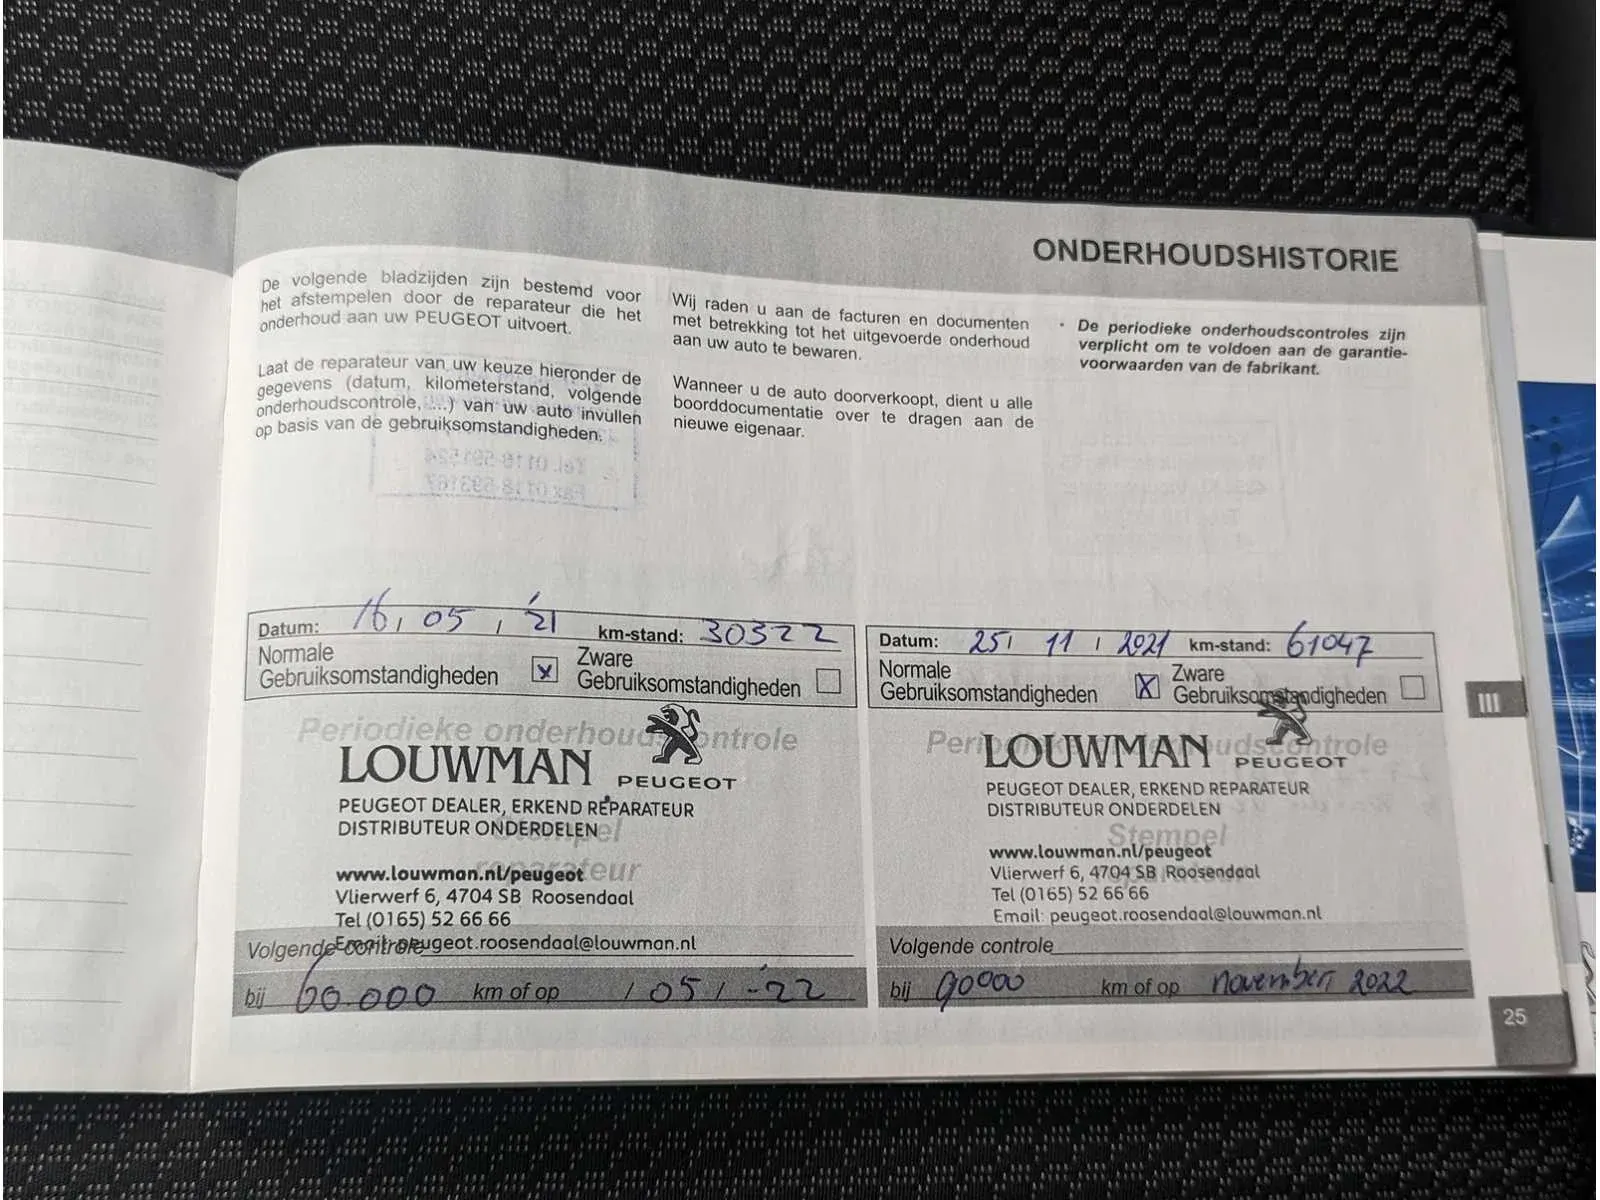 ONDERHOUDSHISTORIE
De volgende bladzijden zijn bestemd voor
het afstempelen door de reparateur die het
onderhoud aan uw PEUGEOT uitvoert.
Laat de reparateur van uw keuze hieronder de
gegevens (datum, kilometerstand, volgende
onderhoudscontrole, ...) van uw auto invullen
op basis van de gebruiksomstandigheden.
Wij raden u aan de facturen en documenten
met betrekking tot het uitgevoerde onderhoud
aan uw auto te bewaren.
Wanneer u de auto doorverkoopt, dient u alle
boorddocumentatie over te dragen aan de
nieuwe eigenaar.
• De periodieke onderhoudscontroles zijn
verplicht om te voldoen aan de garantie-
voorwaarden van de fabrikant.
Tel. 0118-591524
Fax 0118-593167
Datum: 16, 05, '21 km-stand: 30322
Normale
Gebruiksomstandigheden X Zware
Gebruiksomstandigheden
Periodieke onderhoudscontrole
LOUWMAN PEUGEOT
PEUGEOT DEALER, ERKEND REPARATEUR
DISTRIBUTEUR ONDERDELEN
Stempel
reparateur
www.louwman.nl/peugeot
Vlierwerf 6, 4704 SB Roosendaal
Tel (0165) 52 66 66
Email: peugeot.roosendaal@louwman.nl
Volgende controle
bij 60.000 km of op / 05 / -'22
Datum: 25, 11, 2021 km-stand: 61047
Normale
Gebruiksomstandigheden X Zware
Gebruiksomstandigheden
Periodieke onderhoudscontrole
LOUWMAN PEUGEOT
PEUGEOT DEALER, ERKEND REPARATEUR
DISTRIBUTEUR ONDERDELEN
Stempel
reparateur
www.louwman.nl/peugeot
Vlierwerf 6, 4704 SB Roosendaal
Tel (0165) 52 66 66
Email: peugeot.roosendaal@louwman.nl
Volgende controle
bij 90000 km of op november 2022
III
25